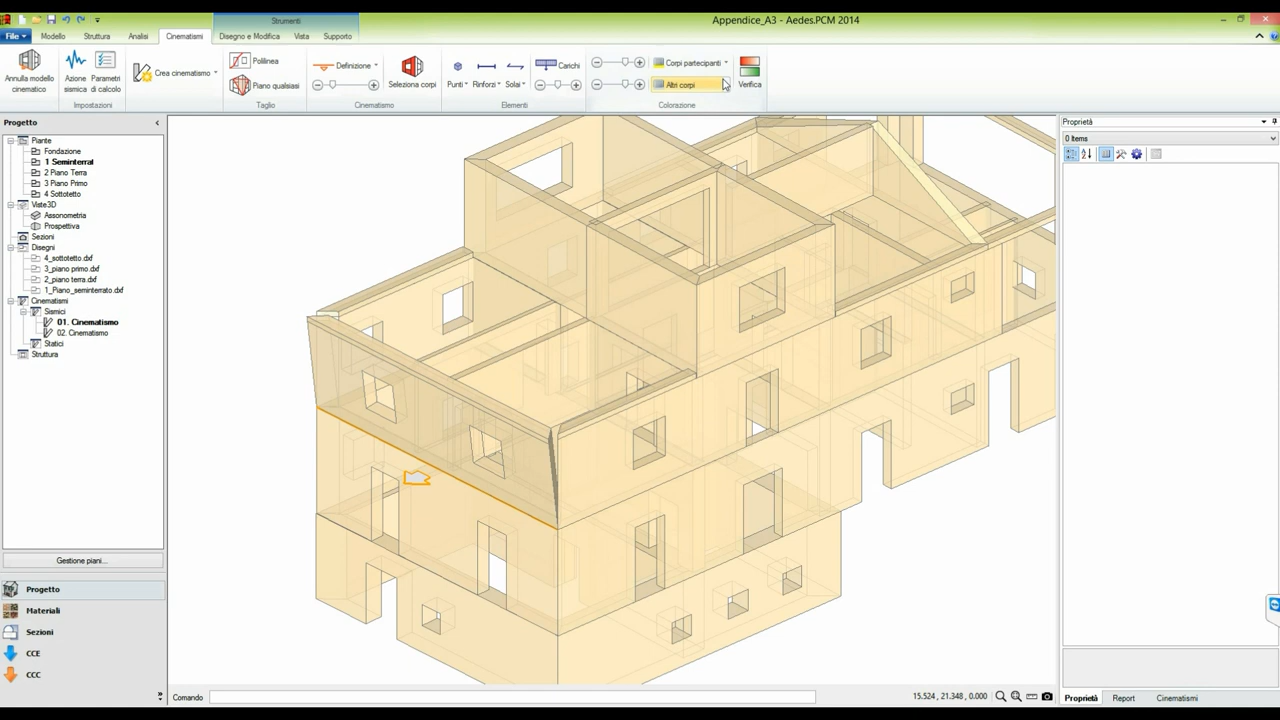 Strumenti
Appendice_A3 - Aedes.PCM 2014
File
Modello
Struttura
Analisi
Cinematismi
Disegno e Modifica
Vista
Supporto
Annulla modello
cinematico
Azione
sismica
Parametri
di calcolo
Impostazioni
Crea cinematismo
Polilinea
Piano qualsiasi
Taglio
Definizione
Seleziona corpi
Cinematismo
Punti
Rinforzi
Solai
Carichi
Elementi
Corpi partecipanti
Altri corpi
Colorazione
Verifica
Progetto
Piante
Fondazione
1 Seminterral
2 Piano Terra
3 Piano Primo
4 Sottotetto
Viste3D
Assonometria
Prospettiva
Sezioni
Disegni
4_sottotetto.dxf
3_piano primo.dxf
2_piano terra.dxf
1_Piano_seminterrato.dxf
Cinematismi
Sismici
01. Cinematismo
02. Cinematismo
Statici
Struttura
Gestione piani...
Progetto
Materiali
Sezioni
CCE
CCC
Comando
15.524 , 21.348 , 0.000
Proprietà
0 Items
Proprietà
Report
Cinematismi